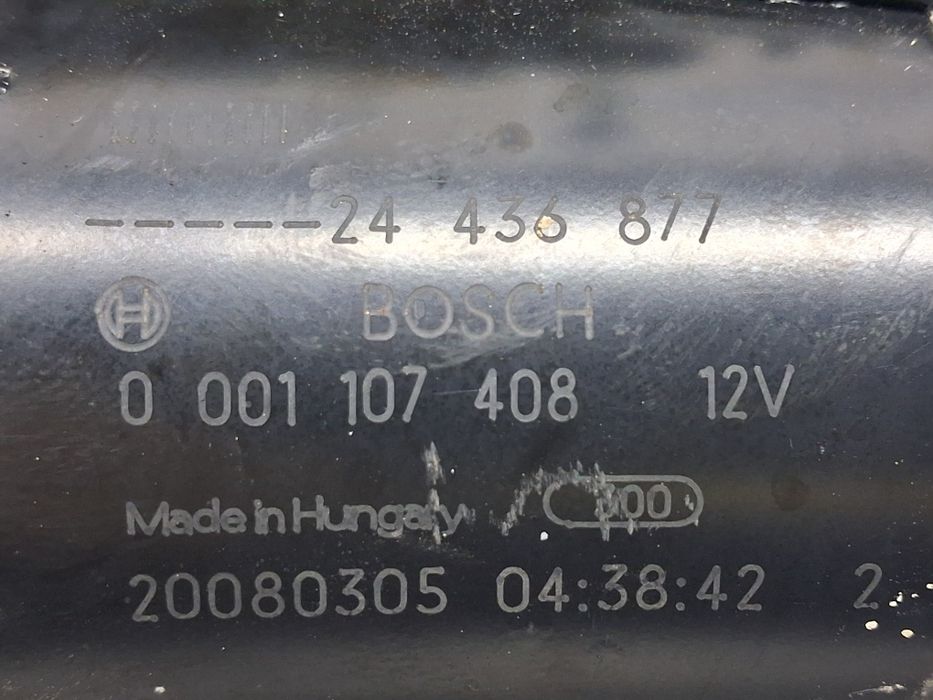 -----24 436 877
H BOSCH
0 001 107 408 12V
Made in Hungary
20080305 04:38:42 2